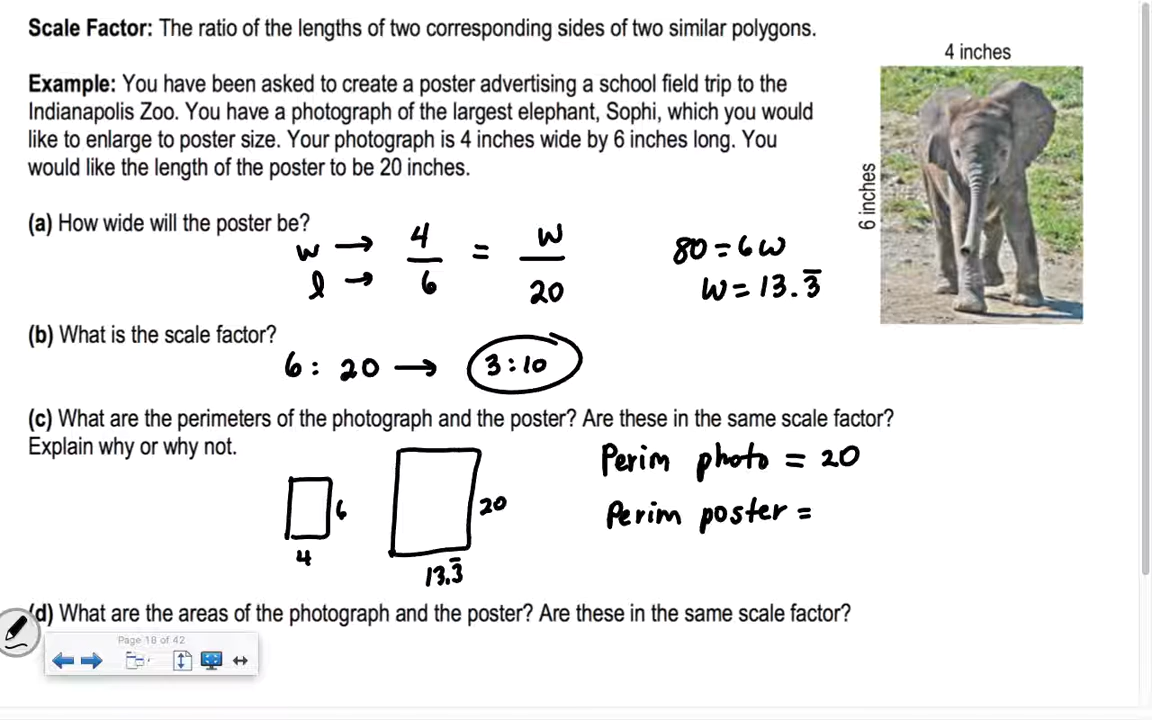 Scale Factor: The ratio of the lengths of two corresponding sides of two similar polygons.
4 inches
Example: You have been asked to create a poster advertising a school field trip to the
Indianapolis Zoo. You have a photograph of the largest elephant, Sophi, which you would
like to enlarge to poster size. Your photograph is 4 inches wide by 6 inches long. You
would like the length of the poster to be 20 inches.
6 inches
(a) How wide will the poster be?
w → 4 = w
l → 6 20
80 = 6w
w = 13.3̅
(b) What is the scale factor?
6 : 20 → 3 : 10
(c) What are the perimeters of the photograph and the poster? Are these in the same scale factor?
Explain why or why not.
6
4
20
13.3̅
Perim photo = 20
Perim poster =
(d) What are the areas of the photograph and the poster? Are these in the same scale factor?
Page 18 of 42